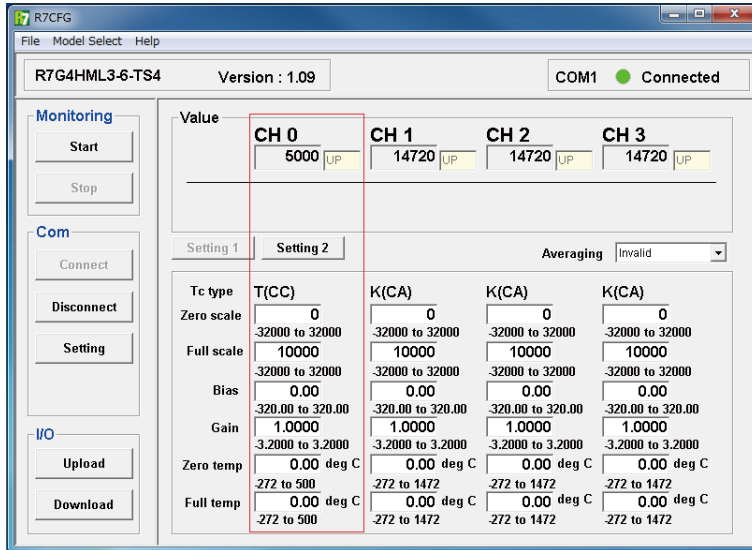 R7 R7CFG
File Model Select Help
R7G4HML3-6-TS4 Version : 1.09 COM1 Connected
Monitoring
Start
Stop
Com
Connect
Disconnect
Setting
I/O
Upload
Download
Value
CH 0 CH 1 CH 2 CH 3
5000 UP 14720 UP 14720 UP 14720 UP
Setting 1 Setting 2 Averaging Invalid
Tc type T(CC) K(CA) K(CA) K(CA)
Zero scale 0 0 0 0
-32000 to 32000 -32000 to 32000 -32000 to 32000 -32000 to 32000
Full scale 10000 10000 10000 10000
-32000 to 32000 -32000 to 32000 -32000 to 32000 -32000 to 32000
Bias 0.00 0.00 0.00 0.00
-320.00 to 320.00 -320.00 to 320.00 -320.00 to 320.00 -320.00 to 320.00
Gain 1.0000 1.0000 1.0000 1.0000
-3.2000 to 3.2000 -3.2000 to 3.2000 -3.2000 to 3.2000 -3.2000 to 3.2000
Zero temp 0.00 deg C 0.00 deg C 0.00 deg C 0.00 deg C
-272 to 500 -272 to 1472 -272 to 1472 -272 to 1472
Full temp 0.00 deg C 0.00 deg C 0.00 deg C 0.00 deg C
-272 to 500 -272 to 1472 -272 to 1472 -272 to 1472